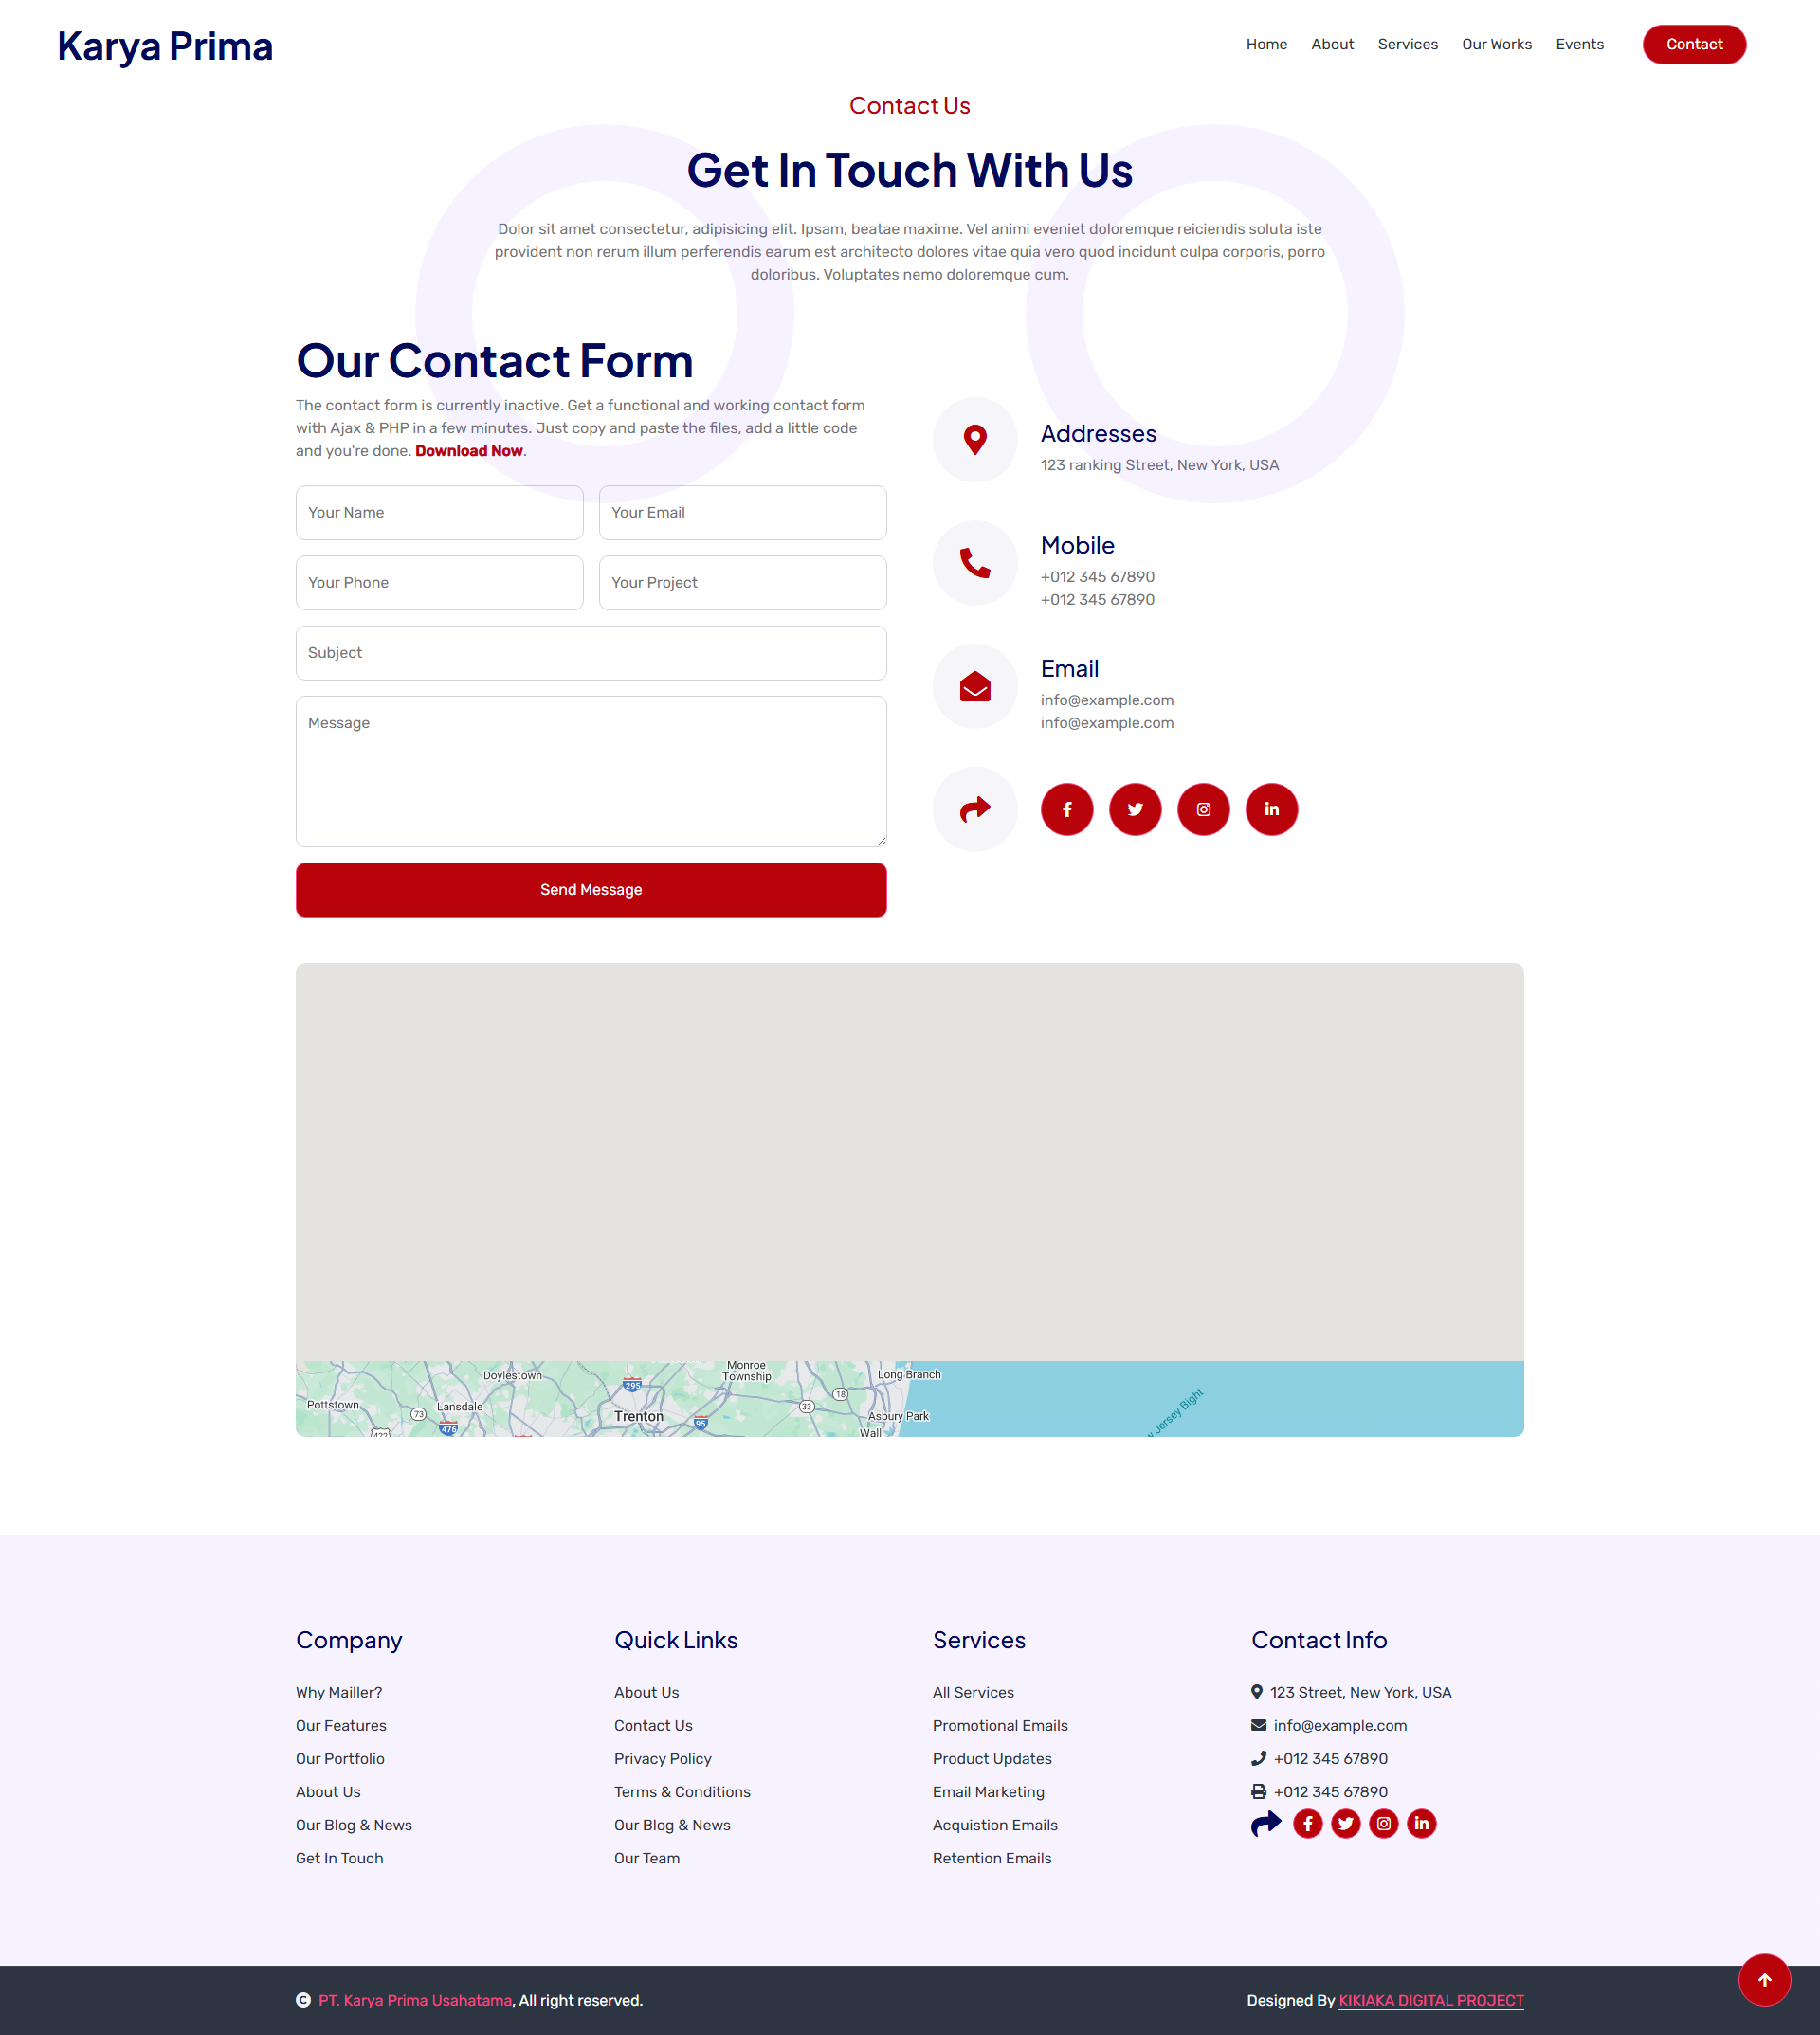 Karya Prima
Home
About
Services
Our Works
Events
Contact
Contact Us
Get In Touch With Us
Dolor sit amet consectetur, adipisicing elit. Ipsam, beatae maxime. Vel animi eveniet doloremque reiciendis soluta iste
provident non rerum illum perferendis earum est architecto dolores vitae quia vero quod incidunt culpa corporis, porro
doloribus. Voluptates nemo doloremque cum.
Our Contact Form
The contact form is currently inactive. Get a functional and working contact form
with Ajax & PHP in a few minutes. Just copy and paste the files, add a little code
and you're done. Download Now.
Your Name
Your Email
Your Phone
Your Project
Subject
Message
Send Message
Addresses
123 ranking Street, New York, USA
Mobile
+012 345 67890
+012 345 67890
Email
info@example.com
info@example.com
Monroe
Township
Doylestown
Long Branch
295
18
Pottstown
Lansdale
73
33
Trenton
95
Asbury Park
476
422
Wall
Jersey Bight
Company
Why Mailler?
Our Features
Our Portfolio
About Us
Our Blog & News
Get In Touch
Quick Links
About Us
Contact Us
Privacy Policy
Terms & Conditions
Our Blog & News
Our Team
Services
All Services
Promotional Emails
Product Updates
Email Marketing
Acquistion Emails
Retention Emails
Contact Info
123 Street, New York, USA
info@example.com
+012 345 67890
+012 345 67890
PT. Karya Prima Usahatama, All right reserved.
Designed By KIKIAKA DIGITAL PROJECT